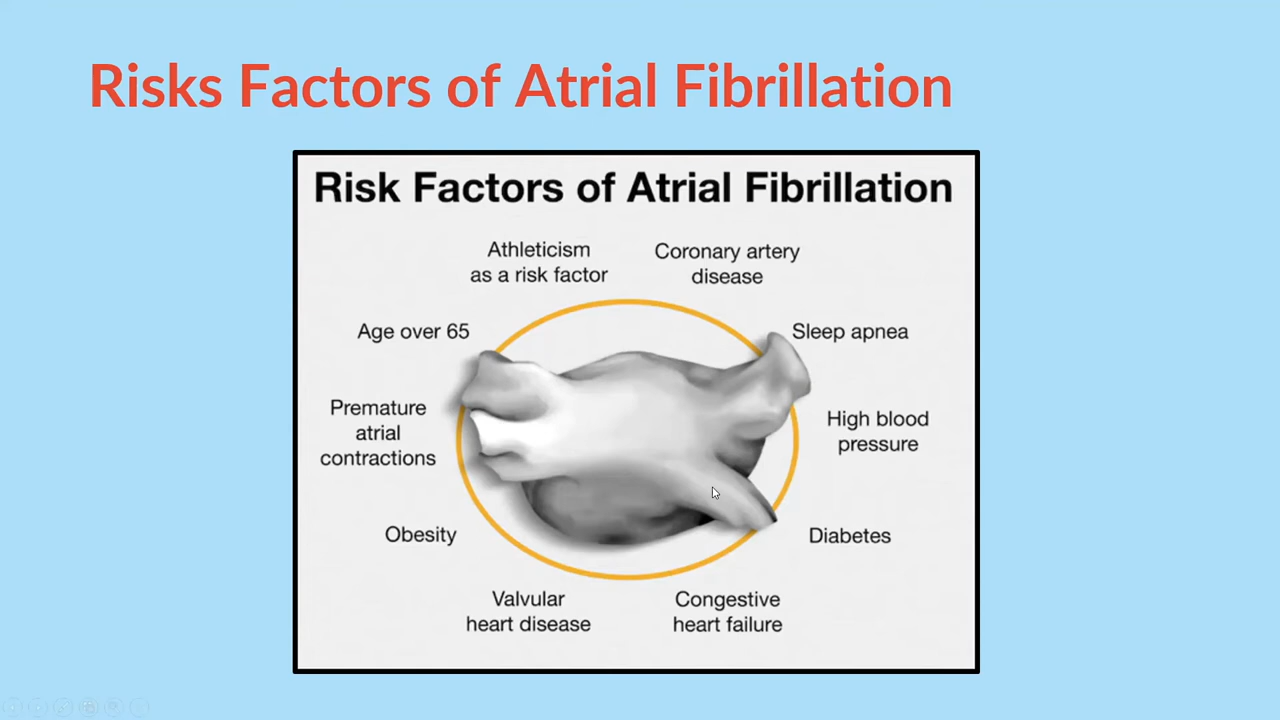 Risks Factors of Atrial Fibrillation
Risk Factors of Atrial Fibrillation
Athleticism
as a risk factor
Coronary artery
disease
Age over 65
Sleep apnea
Premature
atrial
contractions
High blood
pressure
Obesity
Diabetes
Valvular
heart disease
Congestive
heart failure